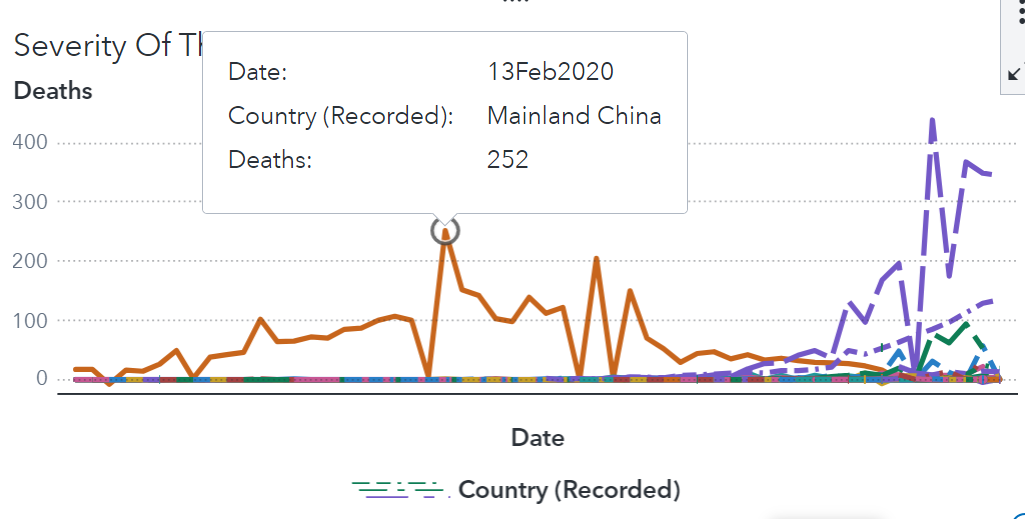 Severity Of
Deaths
Date: 13Feb2020
Country (Recorded): Mainland China
Deaths: 252
400
300
200
100
0
Date
Country (Recorded)